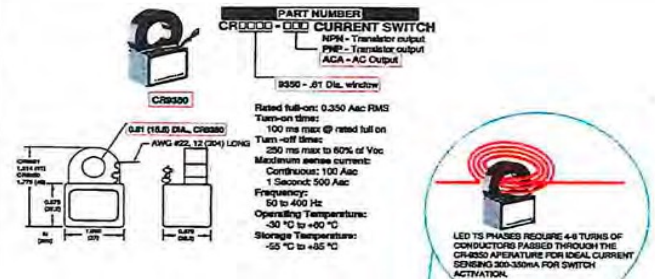 PART NUMBER
CR□□□□-□□□ CURRENT SWITCH
NPN - Transistor output
PNP - Transistor output
ACA - AC Output
9350 - .61 Dia. window
CR9350
0.61 (15.5) DIA., CR9350
AWG #22, 12 (304) LONG
Rated full-on: 0.350 Aac RMS
Turn-on time:
100 ms max @ rated full on
Turn-off time:
250 ms max to 60% of Voc
Maximum sense current:
Continuous: 100 Aac
1 Second: 500 Aac
Frequency:
50 to 400 Hz
Operating Temperature:
-30 °C to +60 °C
Storage Temperature:
-55 °C to +85 °C
LED TS PHASES REQUIRE 4-6 TURNS OF
CONDUCTORS PASSED THROUGH THE
CR-9350 APERATURE FOR IDEAL CURRENT
SENSING 300-350mA FOR SWITCH
ACTIVATION.